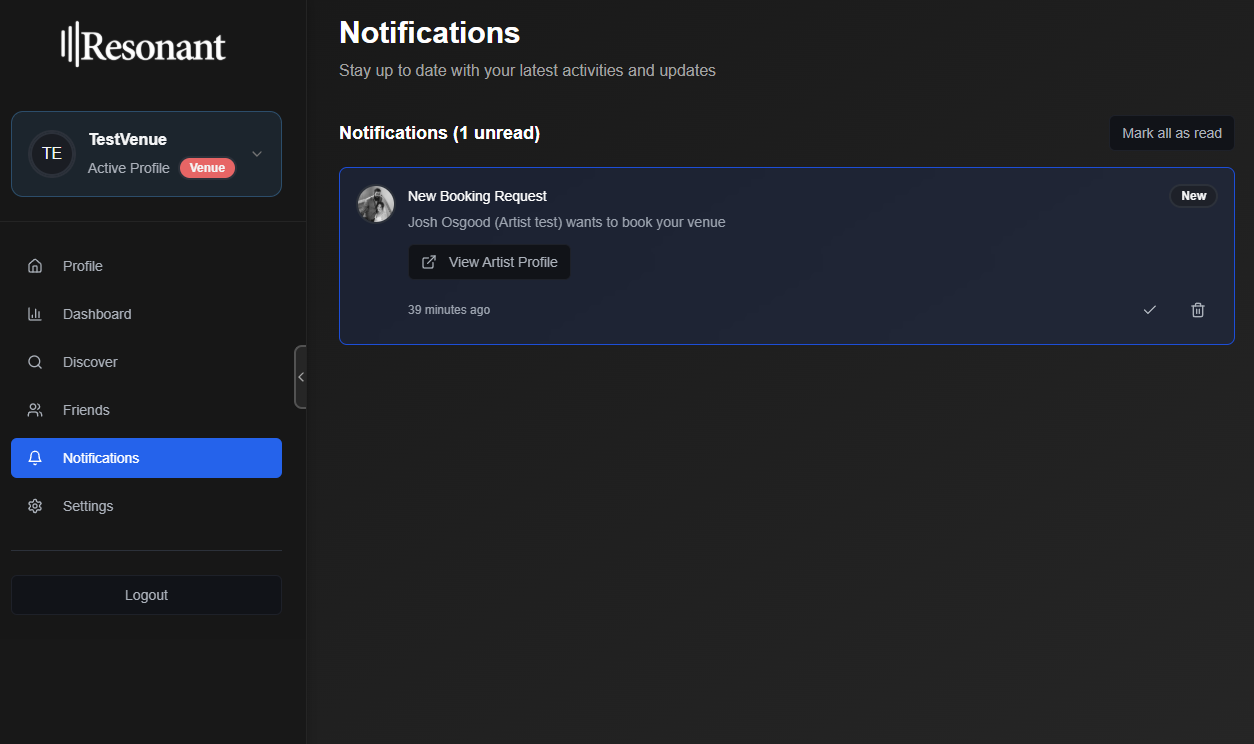 Resonant
TE
TestVenue
Active Profile Venue
Profile
Dashboard
Discover
Friends
Notifications
Settings
Logout
Notifications
Stay up to date with your latest activities and updates
Notifications (1 unread)
Mark all as read
New Booking Request
New
Josh Osgood (Artist test) wants to book your venue
View Artist Profile
39 minutes ago